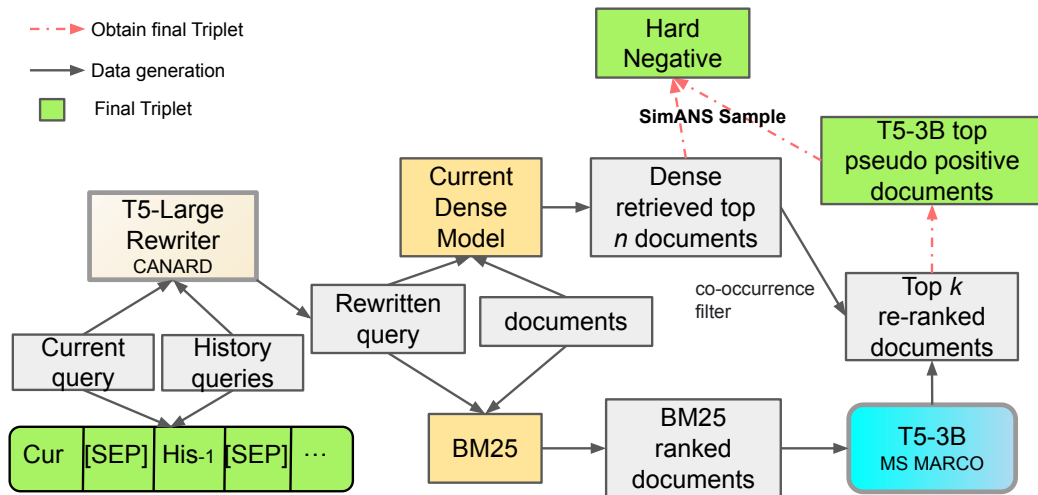 Obtain final Triplet
Data generation
Final Triplet
Hard
Negative
SimANS Sample
T5-3B top
pseudo positive
documents
Current
Dense
Model
Dense
retrieved top
n documents
T5-Large
Rewriter
CANARD
co-occurrence
filter
Rewritten
query
documents
Top k
re-ranked
documents
Current
query
History
queries
Cur
[SEP]
His-1
[SEP]
...
BM25
BM25
ranked
documents
T5-3B
MS MARCO